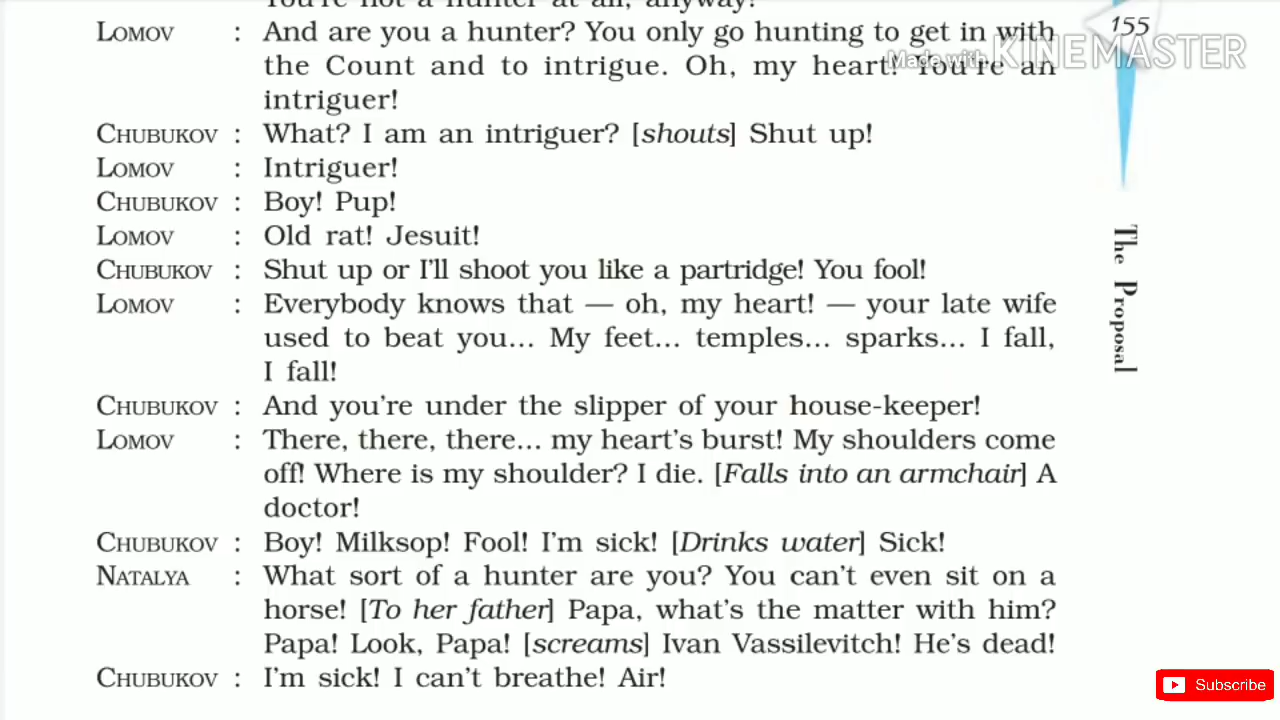 You're not a hunter at all, anyway!
155
LOMOV : And are you a hunter? You only go hunting to get in with
the Count and to intrigue. Oh, my heart! You're an
intriguer!
Made with KINEMASTER
CHUBUKOV : What? I am an intriguer? [shouts] Shut up!
LOMOV : Intriguer!
CHUBUKOV : Boy! Pup!
LOMOV : Old rat! Jesuit!
CHUBUKOV : Shut up or I'll shoot you like a partridge! You fool!
LOMOV : Everybody knows that — oh, my heart! — your late wife
used to beat you... My feet... temples... sparks... I fall,
I fall!
CHUBUKOV : And you're under the slipper of your house-keeper!
LOMOV : There, there, there... my heart's burst! My shoulders come
off! Where is my shoulder? I die. [Falls into an armchair] A
doctor!
CHUBUKOV : Boy! Milksop! Fool! I'm sick! [Drinks water] Sick!
NATALYA : What sort of a hunter are you? You can't even sit on a
horse! [To her father] Papa, what's the matter with him?
Papa! Look, Papa! [screams] Ivan Vassilevitch! He's dead!
CHUBUKOV : I'm sick! I can't breathe! Air!
The Proposal
Subscribe